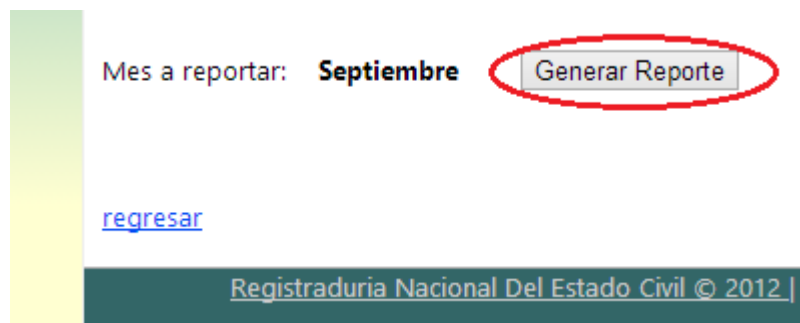 Mes a reportar: Septiembre Generar Reporte
regresar
Registraduria Nacional Del Estado Civil © 2012 |